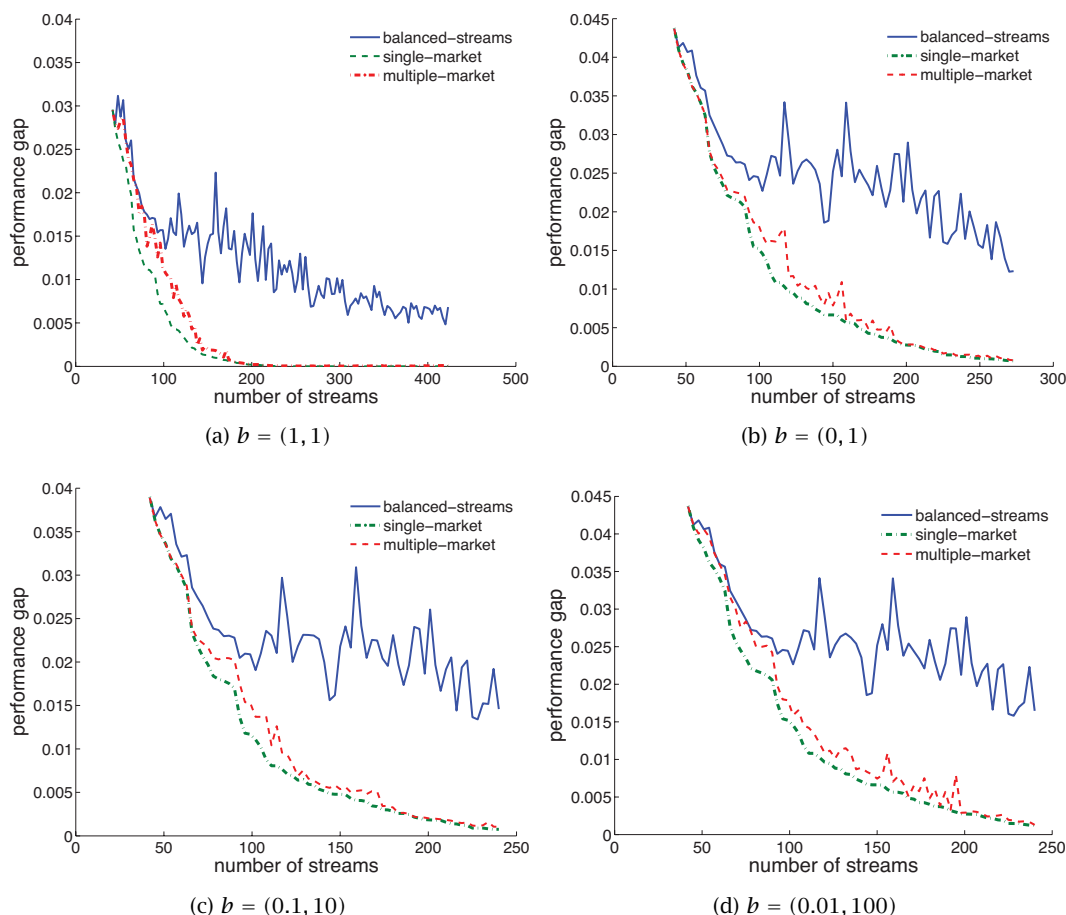 0.04
0.035
0.03
0.025
0.02
0.015
0.01
0.005
0
0
100
200
300
400
500
performance gap
number of streams
balanced−streams
single−market
multiple−market
(a) b = (1, 1)
0.045
0.04
0.035
0.03
0.025
0.02
0.015
0.01
0.005
0
0
50
100
150
200
250
300
performance gap
number of streams
balanced−streams
single−market
multiple−market
(b) b = (0, 1)
0.04
0.035
0.03
0.025
0.02
0.015
0.01
0.005
0
0
50
100
150
200
250
performance gap
number of streams
balanced−streams
single−market
multiple−market
(c) b = (0.1, 10)
0.045
0.04
0.035
0.03
0.025
0.02
0.015
0.01
0.005
0
0
50
100
150
200
250
performance gap
number of streams
balanced−streams
single−market
multiple−market
(d) b = (0.01, 100)